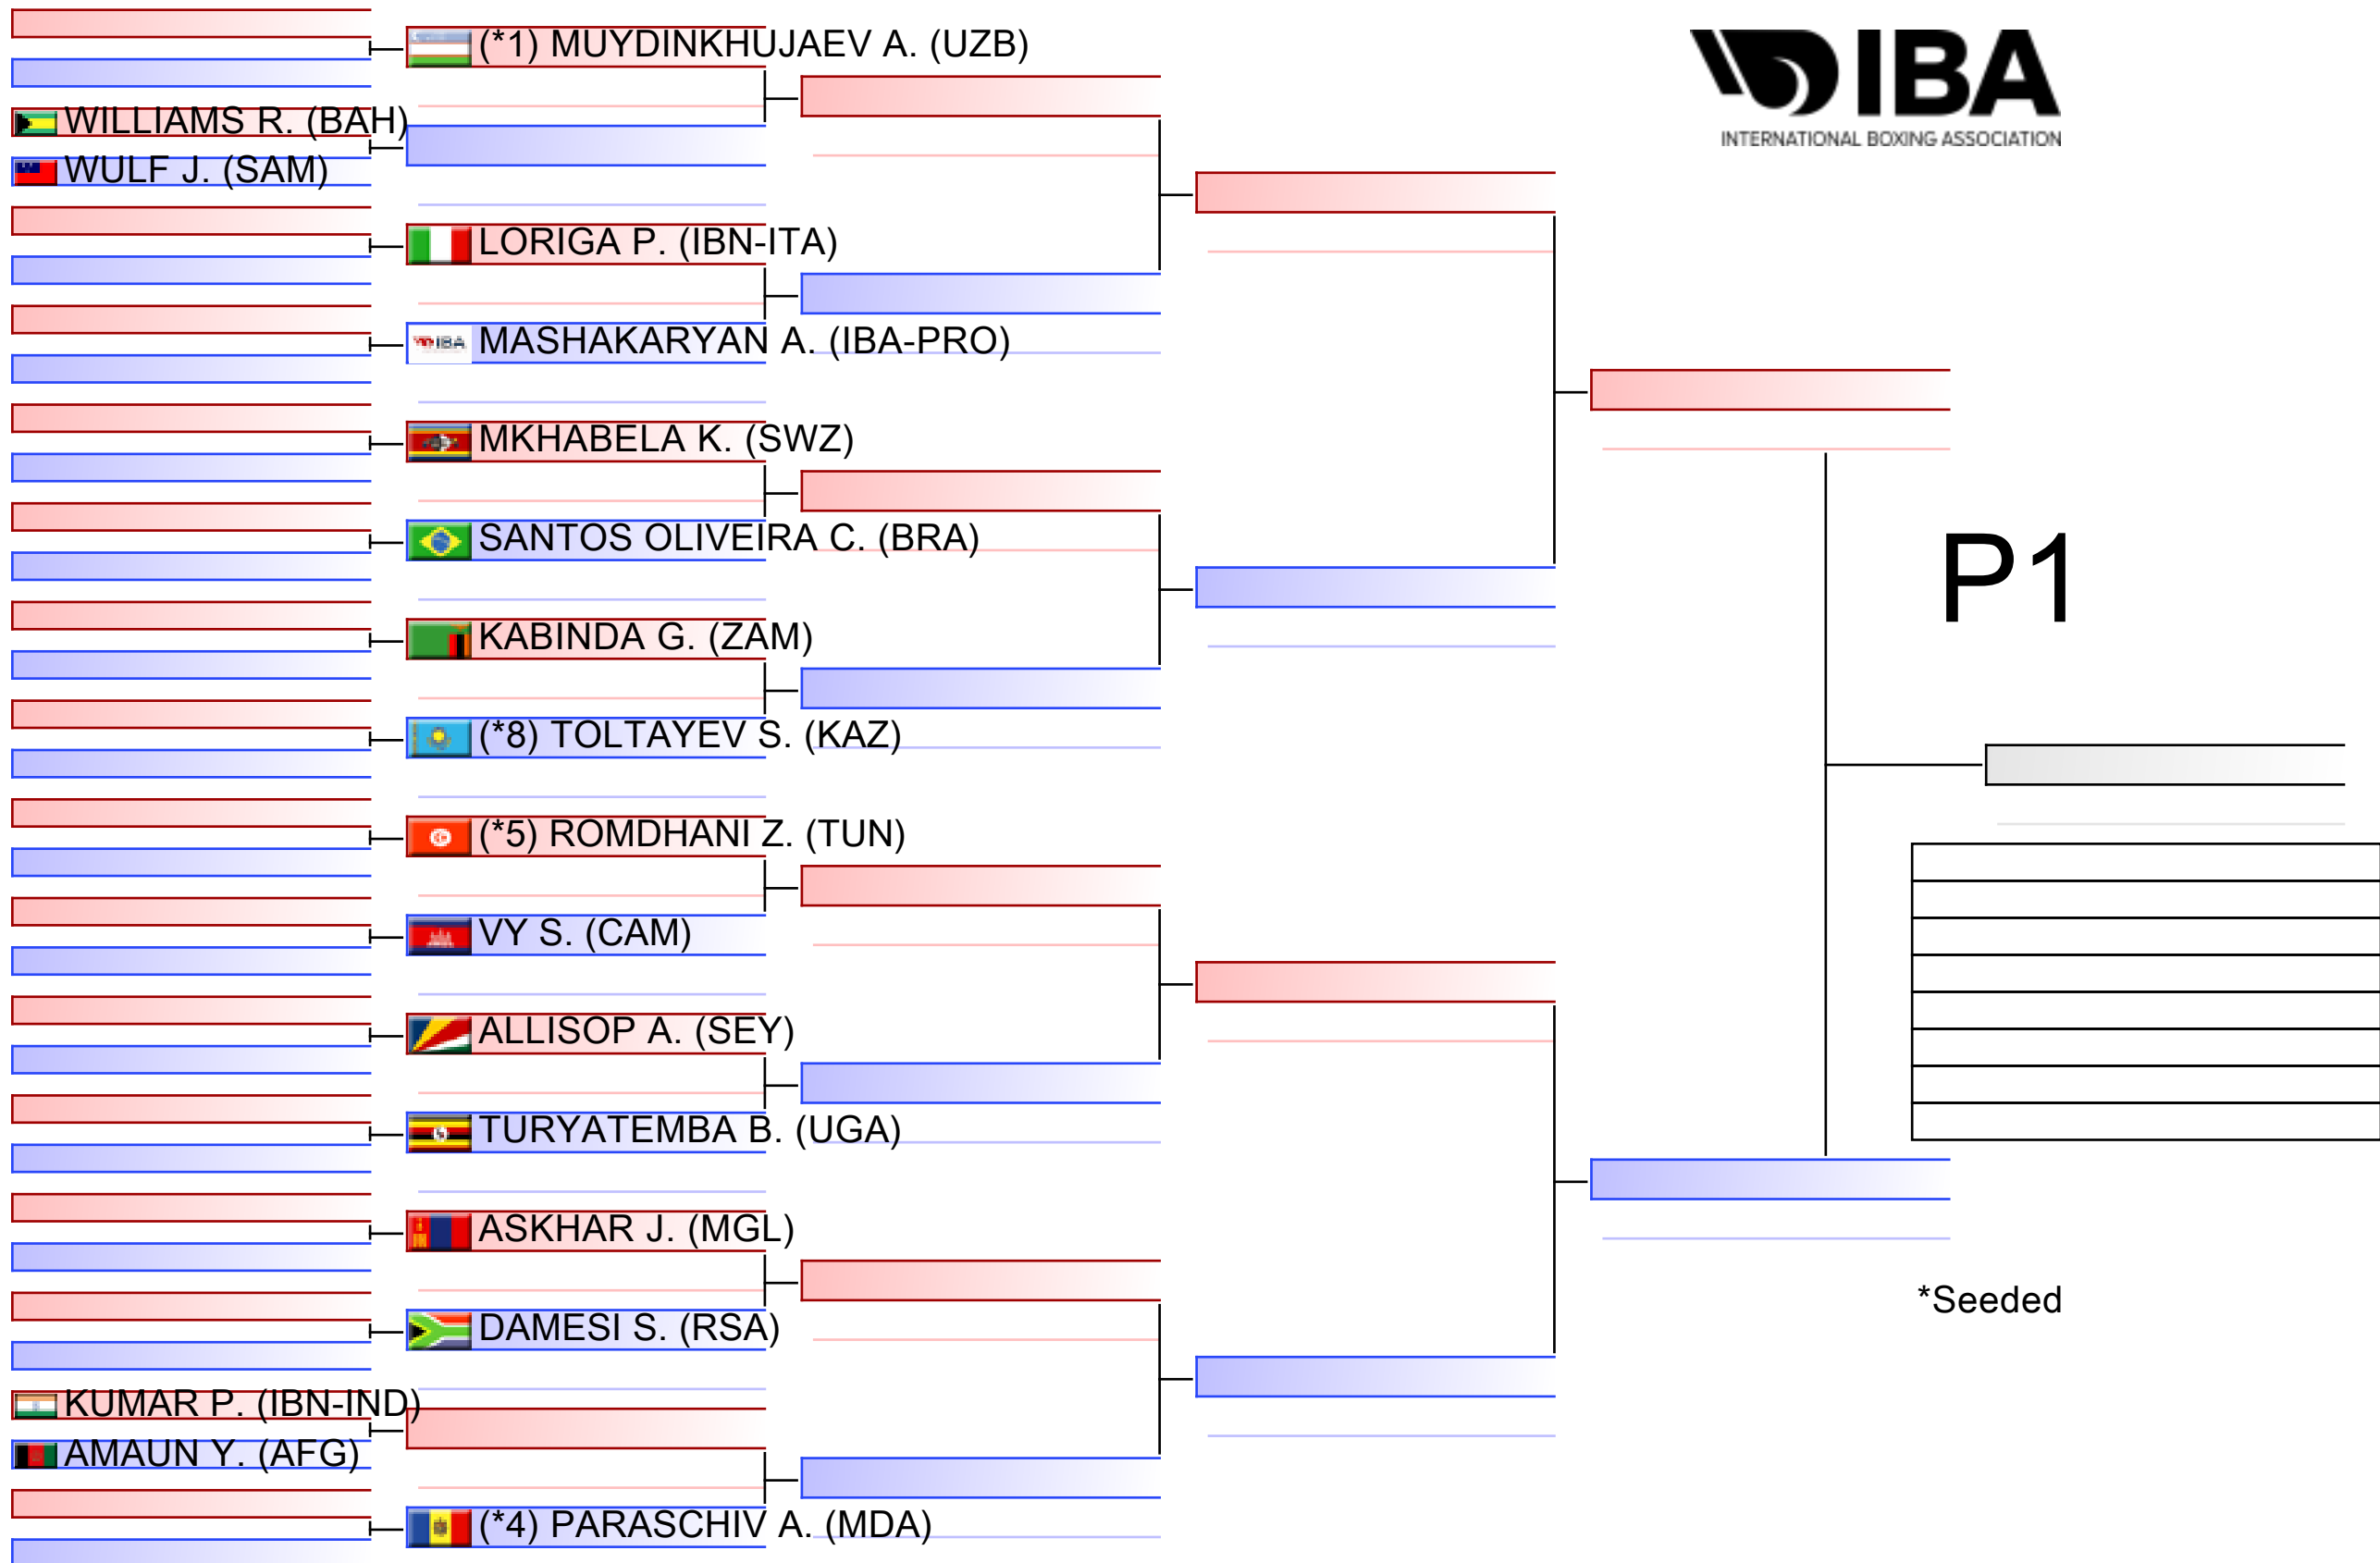 (*1) MUYDINKHUJAEV A. (UZB)
IBA
INTERNATIONAL BOXING ASSOCIATION
WILLIAMS R. (BAH)
WULF J. (SAM)
LORIGA P. (IBN-ITA)
IBA
MASHAKARYAN A. (IBA-PRO)
MKHABELA K. (SWZ)
SANTOS OLIVEIRA C. (BRA)
P1
KABINDA G. (ZAM)
(*8) TOLTAYEV S. (KAZ)
(*5) ROMDHANI Z. (TUN)
VY S. (CAM)
ALLISOP A. (SEY)
TURYATEMBA B. (UGA)
ASKHAR J. (MGL)
*Seeded
DAMESI S. (RSA)
KUMAR P. (IBN-IND)
AMAUN Y. (AFG)
(*4) PARASCHIV A. (MDA)